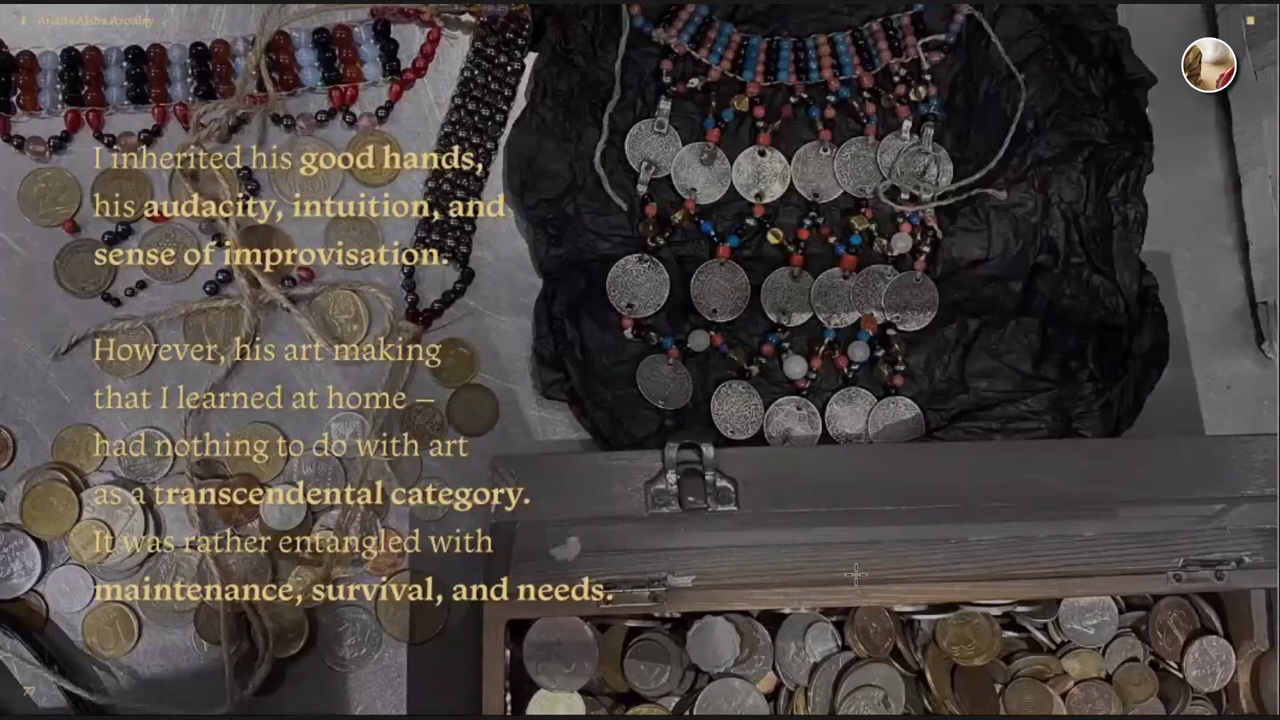 I inherited his good hands,
his audacity, intuition, and
sense of improvisation.
However, his art making
that I learned at home –
had nothing to do with art
as a transcendental category.
It was rather entangled with
maintenance, survival, and needs.
77